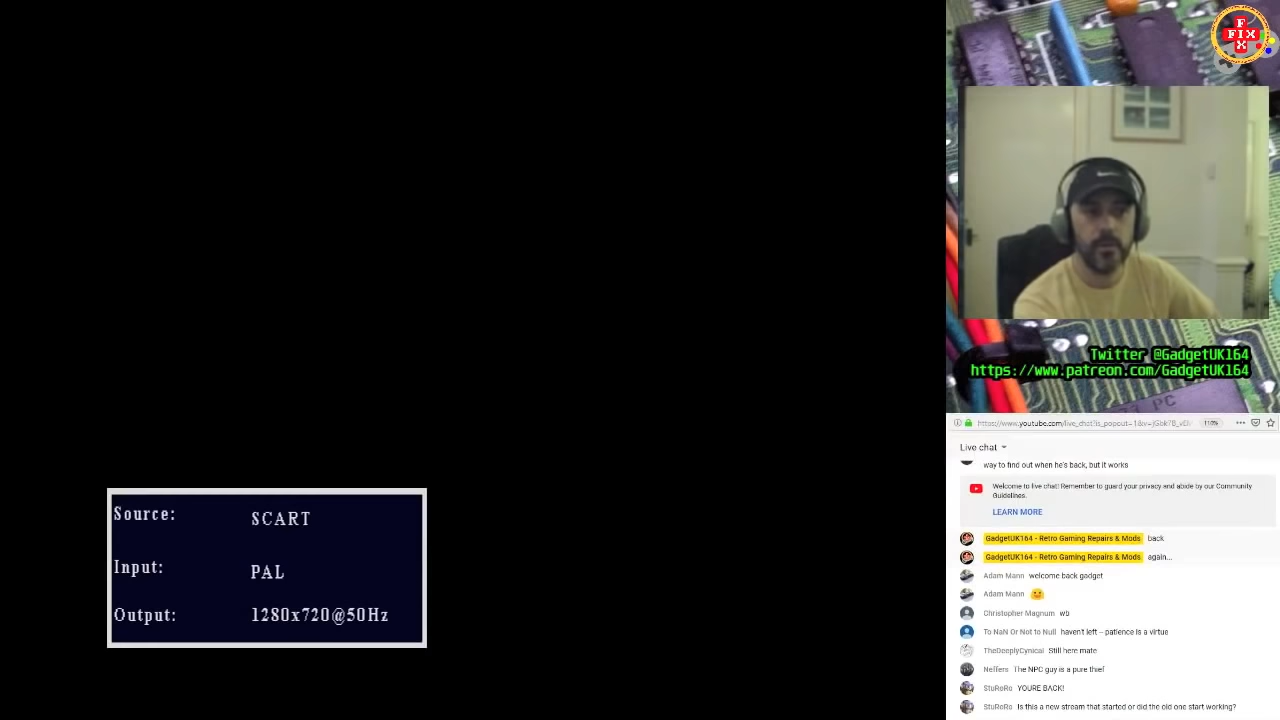 Source: SCART
Input: PAL
Output: 1280x720@50Hz
F
FIX
X
Twitter @GadgetUK164
https://www.patreon.com/GadgetUK164
110%
Live chat
way to find out when he's back, but it works
Welcome to live chat! Remember to guard your privacy and abide by our Community
Guidelines.
LEARN MORE
GadgetUK164 - Retro Gaming Repairs & Mods back
GadgetUK164 - Retro Gaming Repairs & Mods again...
Adam Mann welcome back gadget
Adam Mann
Christopher Magnum wb
To NaN Or Not to Null haven't left -- patience is a virtue
TheDeeplyCynical Still here mate
Neffers The NPC guy is a pure thief
StuRoRo YOURE BACK!
StuRoRo Is this a new stream that started or did the old one start working?